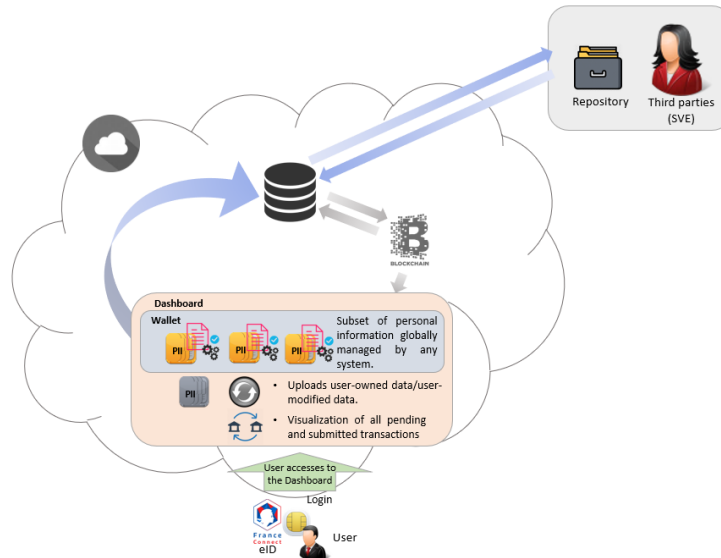 Repository
Third parties
(SVE)
BLOCKCHAIN
Dashboard
Wallet
PII
PII
PII
Subset of personal
information globally
managed by any
system.
PII
• Uploads user-owned data/user-
modified data.
• Visualization of all pending
and submitted transactions
User accesses to
the Dashboard
Login
France
Connect
eID
User